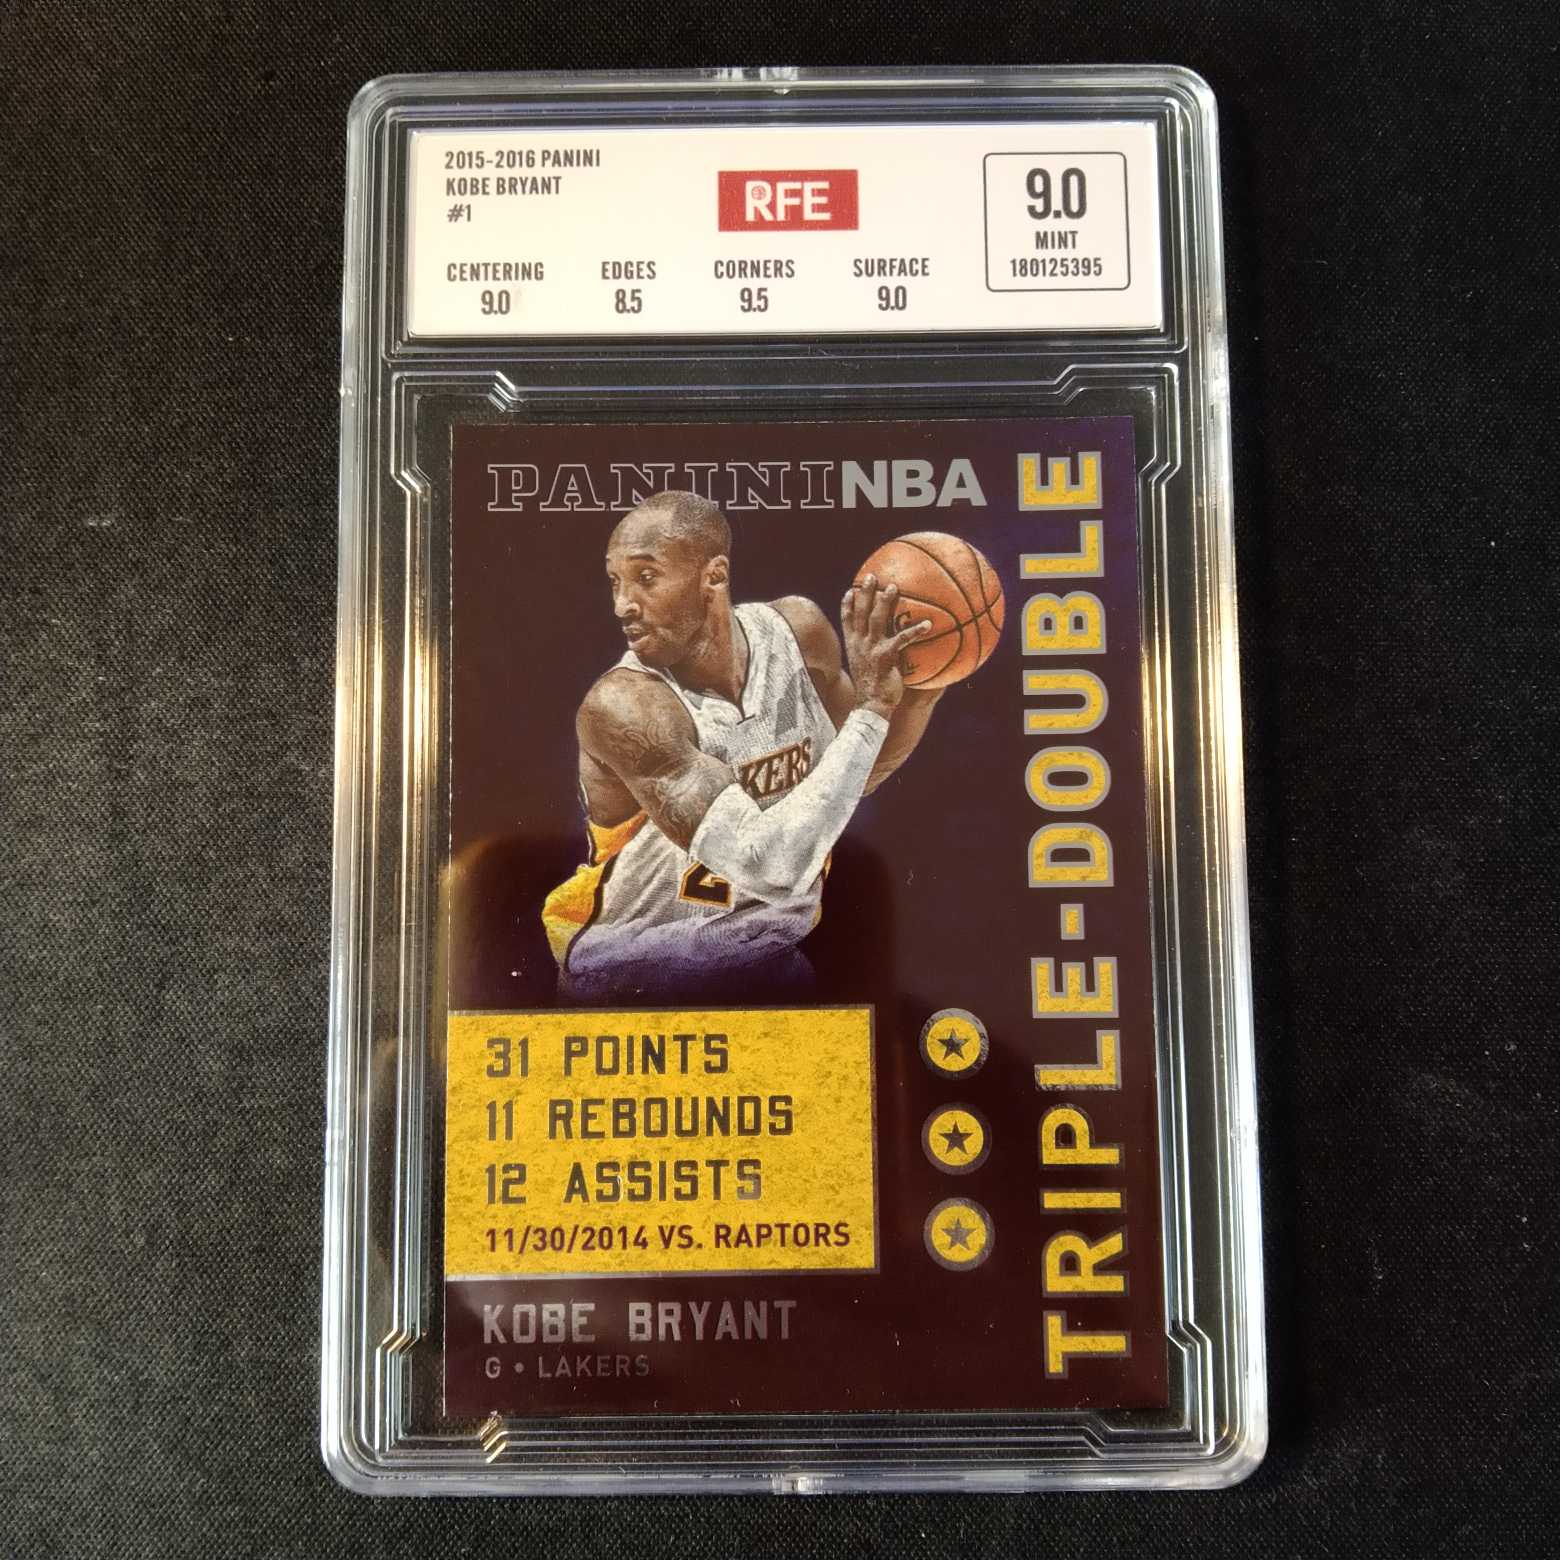 2015-2016 PANINI
KOBE BRYANT
#1
RFE
9.0
MINT
180125395
CENTERING EDGES CORNERS SURFACE
9.0 8.5 9.5 9.0
PANINI NBA
TRIPLE-DOUBLE
KERS
31 POINTS
11 REBOUNDS
12 ASSISTS
11/30/2014 VS. RAPTORS
KOBE BRYANT
G • LAKERS